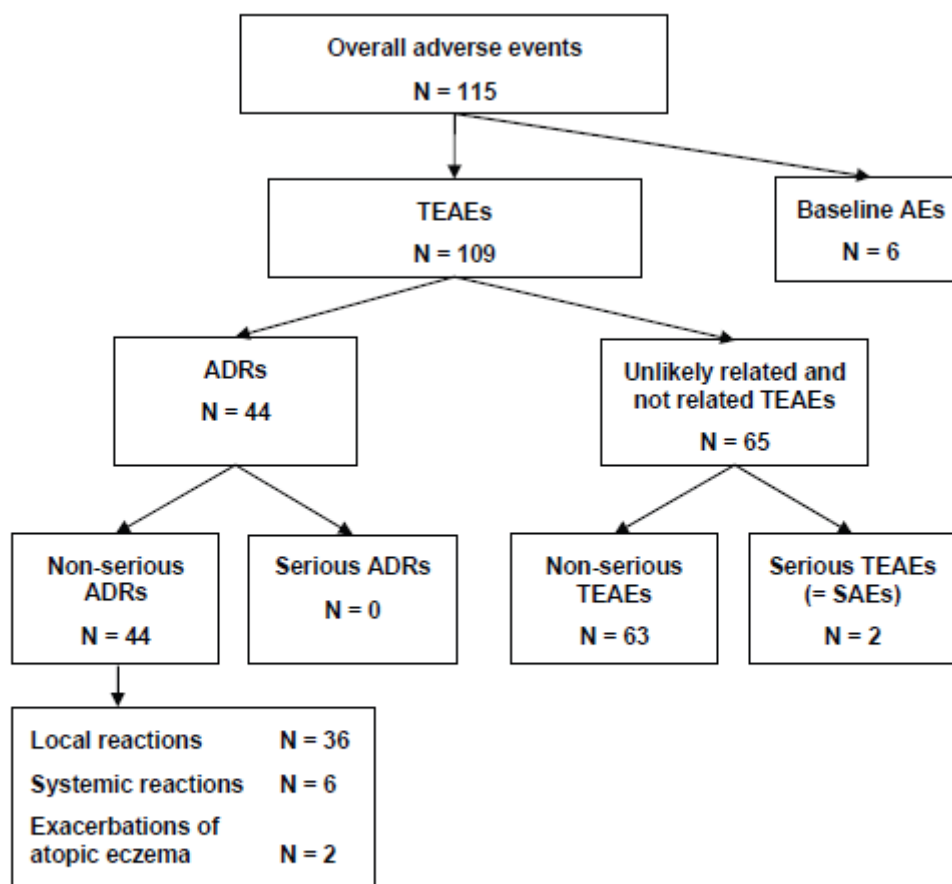 Overall adverse events
N = 115
TEAEs
N = 109
Baseline AEs
N = 6
ADRs
N = 44
Unlikely related and
not related TEAEs
N = 65
Non-serious
ADRs
N = 44
Serious ADRs
N = 0
Non-serious
TEAEs
N = 63
Serious TEAEs
(= SAEs)
N = 2
Local reactions N = 36
Systemic reactions N = 6
Exacerbations of
atopic eczema N = 2